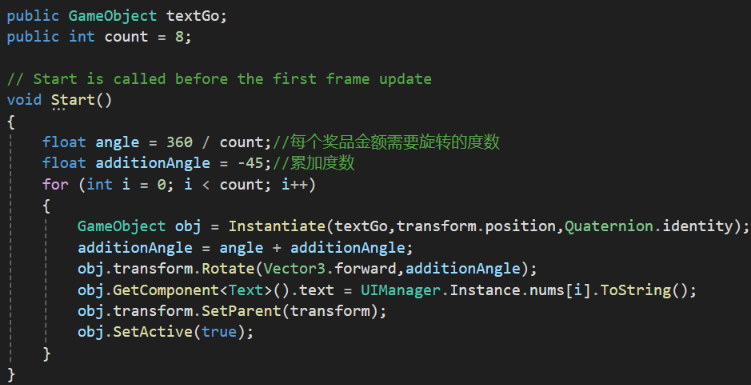 public GameObject textGo;
public int count = 8;
// Start is called before the first frame update
void Start()
{
float angle = 360 / count;//每个奖品金额需要旋转的度数
float additionAngle = -45;//累加度数
for (int i = 0; i < count; i++)
{
GameObject obj = Instantiate(textGo,transform.position,Quaternion.identity);
additionAngle = angle + additionAngle;
obj.transform.Rotate(Vector3.forward,additionAngle);
obj.GetComponent<Text>().text = UIManager.Instance.nums[i].ToString();
obj.transform.SetParent(transform);
obj.SetActive(true);
}
}